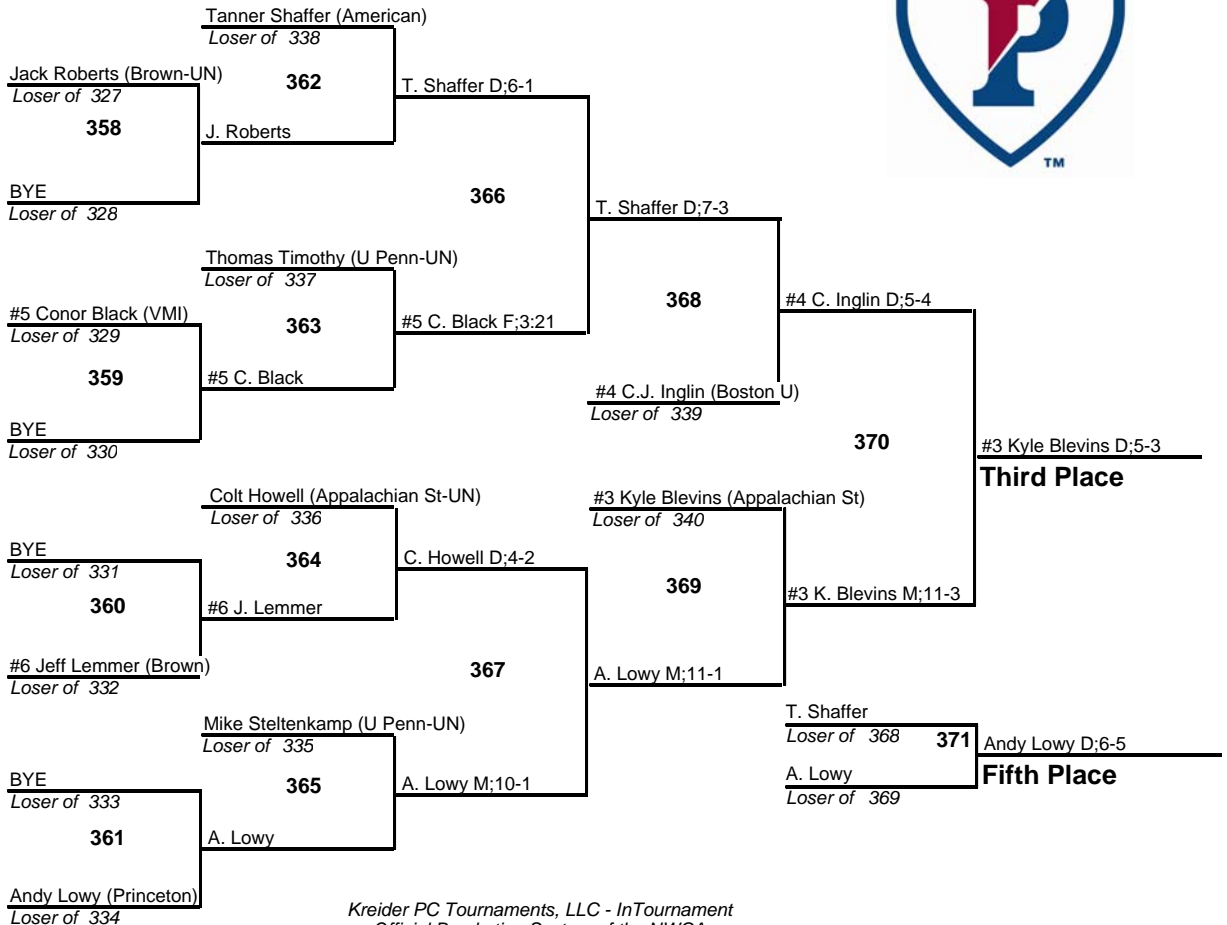 Tanner Shaffer (American)
Loser of 338
Jack Roberts (Brown-UN)
Loser of 327
362
T. Shaffer D;6-1
358
J. Roberts
BYE
Loser of 328
366
T. Shaffer D;7-3
Thomas Timothy (U Penn-UN)
Loser of 337
#5 Conor Black (VMI)
Loser of 329
363
#5 C. Black F;3:21
368
#4 C. Inglin D;5-4
359
#5 C. Black
#4 C.J. Inglin (Boston U)
Loser of 339
BYE
Loser of 330
370
#3 Kyle Blevins D;5-3
Third Place
Colt Howell (Appalachian St-UN)
Loser of 336
#3 Kyle Blevins (Appalachian St)
Loser of 340
BYE
Loser of 331
364
C. Howell D;4-2
369
#3 K. Blevins M;11-3
360
#6 J. Lemmer
#6 Jeff Lemmer (Brown)
Loser of 332
367
A. Lowy M;11-1
Mike Steltenkamp (U Penn-UN)
Loser of 335
T. Shaffer
Loser of 368
371
Andy Lowy D;6-5
Fifth Place
BYE
Loser of 333
365
A. Lowy M;10-1
A. Lowy
Loser of 369
361
A. Lowy
Andy Lowy (Princeton)
Loser of 334
Kreider PC Tournaments, LLC - InTournament
P
TM